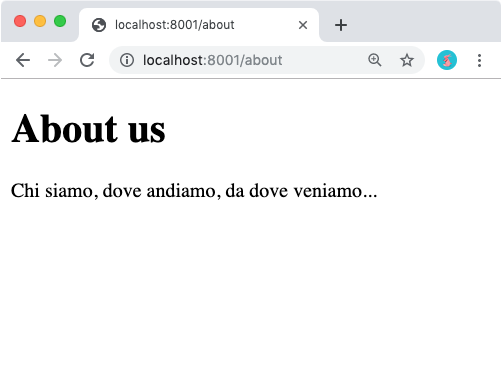 localhost:8001/about
localhost:8001/about
About us
Chi siamo, dove andiamo, da dove veniamo...